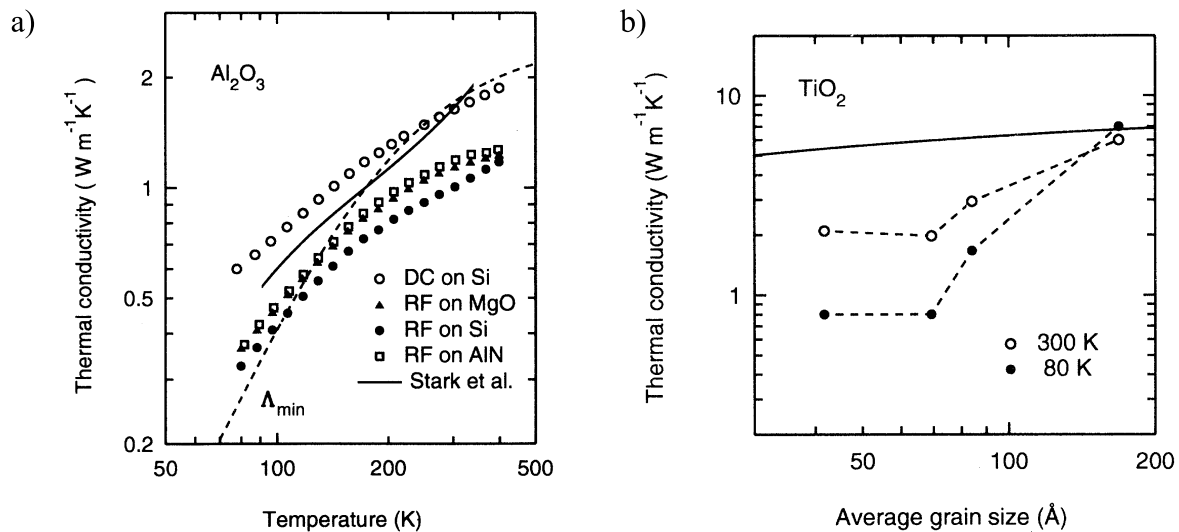 a)
Thermal conductivity ( W m⁻¹K⁻¹)
Al₂O₃
2
1
0.5
0.2
DC on Si
RF on MgO
RF on Si
RF on AlN
Stark et al.
Λmin
50
100
200
500
Temperature (K)
b)
Thermal conductivity (W m⁻¹K⁻¹)
TiO₂
10
1
300 K
80 K
50
100
200
Average grain size (Å)